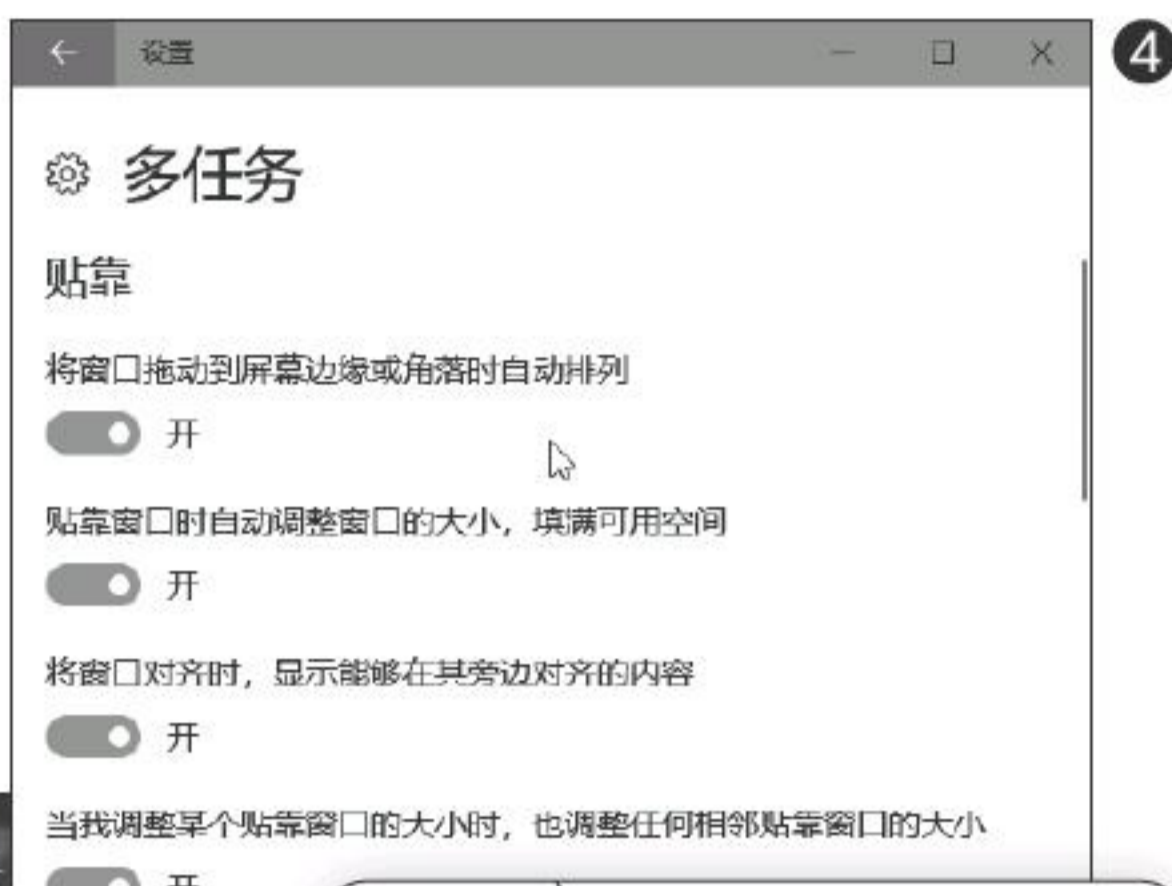 设置
❹
多任务
贴靠
将窗口拖动到屏幕边缘或角落时自动排列
开
贴靠窗口时自动调整窗口的大小，填满可用空间
开
将窗口对齐时，显示能够在其旁边对齐的内容
开
当我调整某个贴靠窗口的大小时，也调整任何相邻贴靠窗口的大小
开